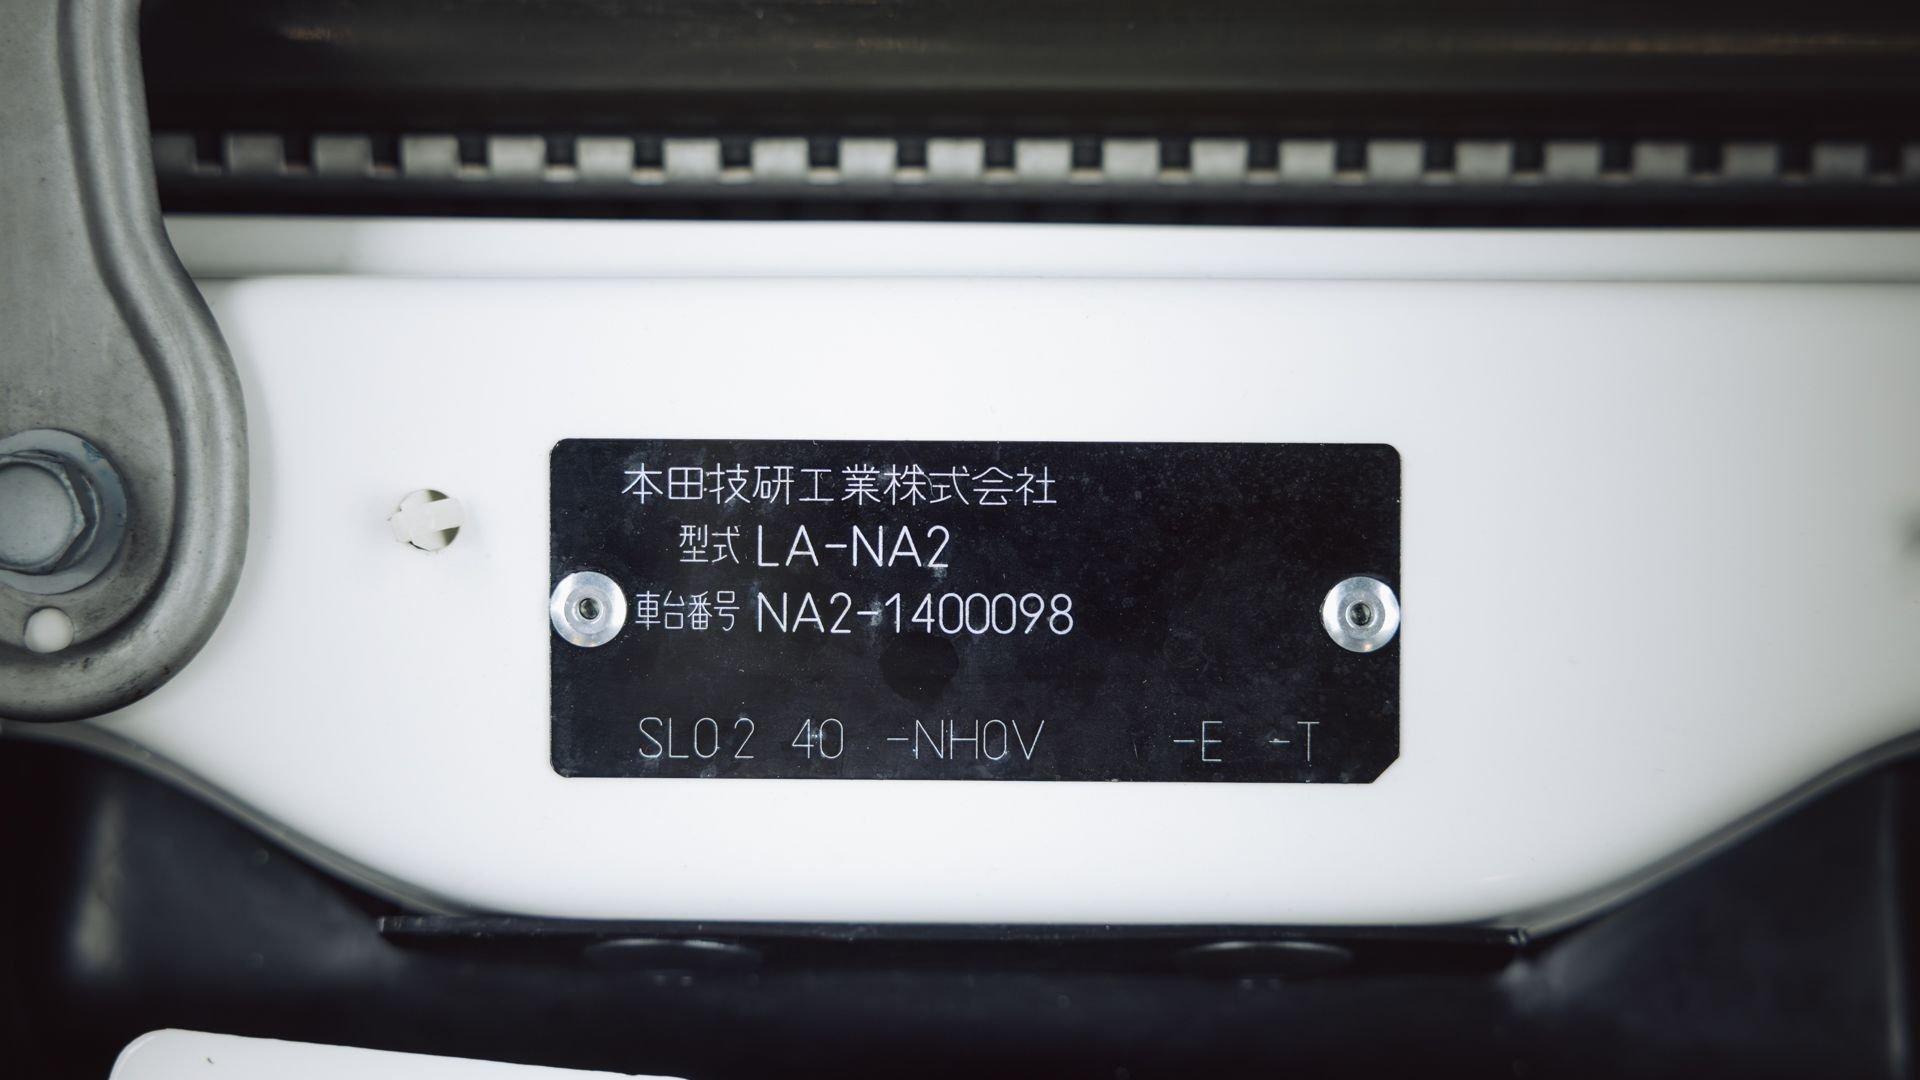 本田技研工業株式会社
型式 LA-NA2
車台番号 NA2-1400098
SL02 40 -NH0V -E -T